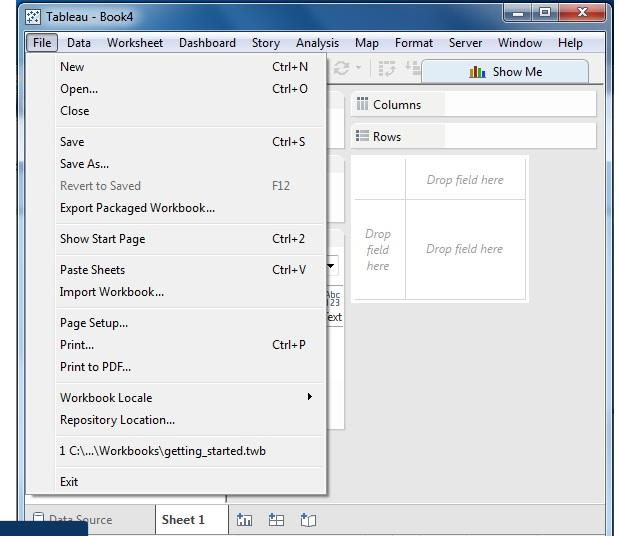 Tableau - Book4
File Data Worksheet Dashboard Story Analysis Map Format Server Window Help
New Ctrl+N
Open... Ctrl+O
Close
Save Ctrl+S
Save As...
Revert to Saved F12
Export Packaged Workbook...
Show Start Page Ctrl+2
Paste Sheets Ctrl+V
Import Workbook...
Page Setup...
Print... Ctrl+P
Print to PDF...
Workbook Locale
Repository Location...
1 C:\...\Workbooks\getting_started.twb
Exit
Show Me
Columns
Rows
Drop field here
Drop
field
here
Drop field here
Abc
123
ext
Data Source Sheet 1